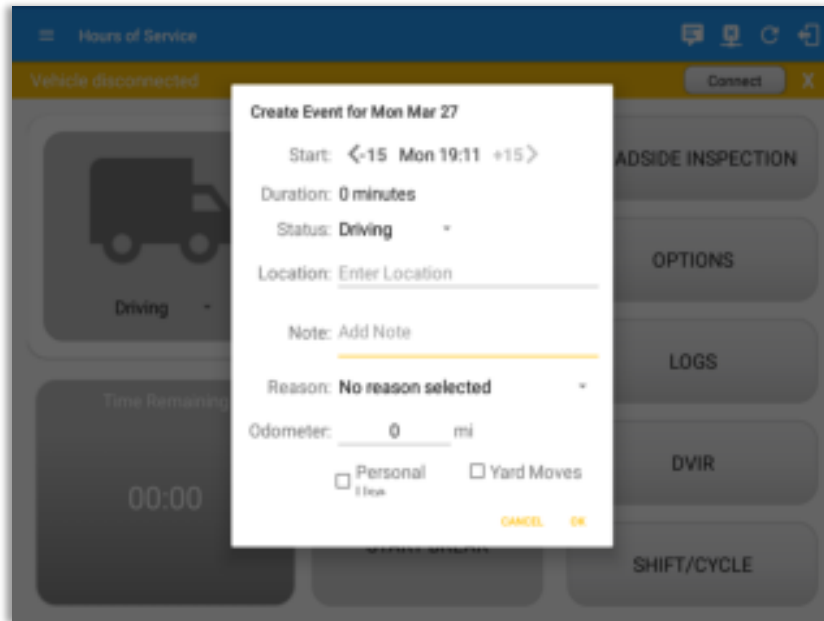 Hours of Service
Vehicle disconnected
Connect
X
Create Event for Mon Mar 27
Start: -15 Mon 19:11 +15
Duration: 0 minutes
Status: Driving
Location: Enter Location
Note: Add Note
Reason: No reason selected
Odometer: 0 mi
Personal
Yard Moves
CANCEL OK
Driving
Time Remaining
00:00
START BREAK
ADSIDE INSPECTION
OPTIONS
LOGS
DVIR
SHIFT/CYCLE